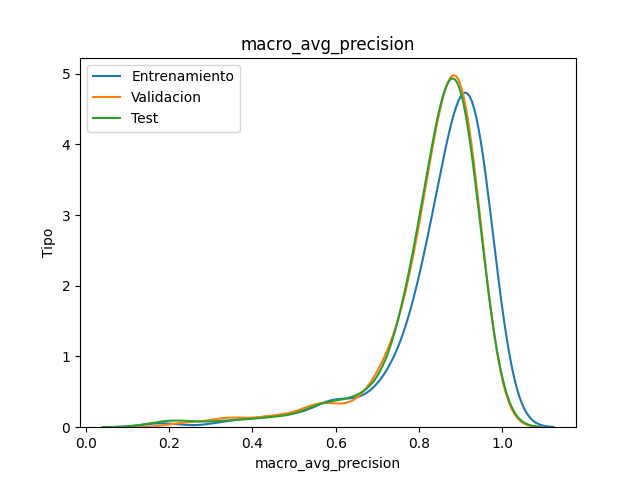 macro_avg_precision
Entrenamiento
Validacion
Test
Tipo
5
4
3
2
1
0
0.0 0.2 0.4 0.6 0.8 1.0
macro_avg_precision